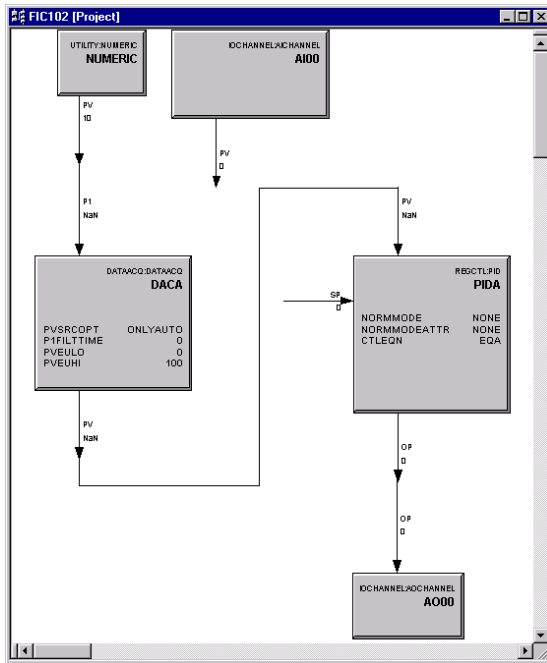 FIC102 [Project]
UTILITY:NUMERIC
NUMERIC
PV
10
IOCHANNEL:AICHANNEL
AI00
PV
0
P1
NaN
DATAACQ:DATAACQ
DACA
PVSRCOPT ONLYAUTO
P1FILTTIME 0
PVEULO 0
PVEUHI 100
PV
NaN
PV
NaN
SP
0
REGCTL:PID
PIDA
NORMMODE NONE
NORMMODEATTR NONE
CTLEQN EQA
OP
0
OP
0
IOCHANNEL:AOCHANNEL
AO00